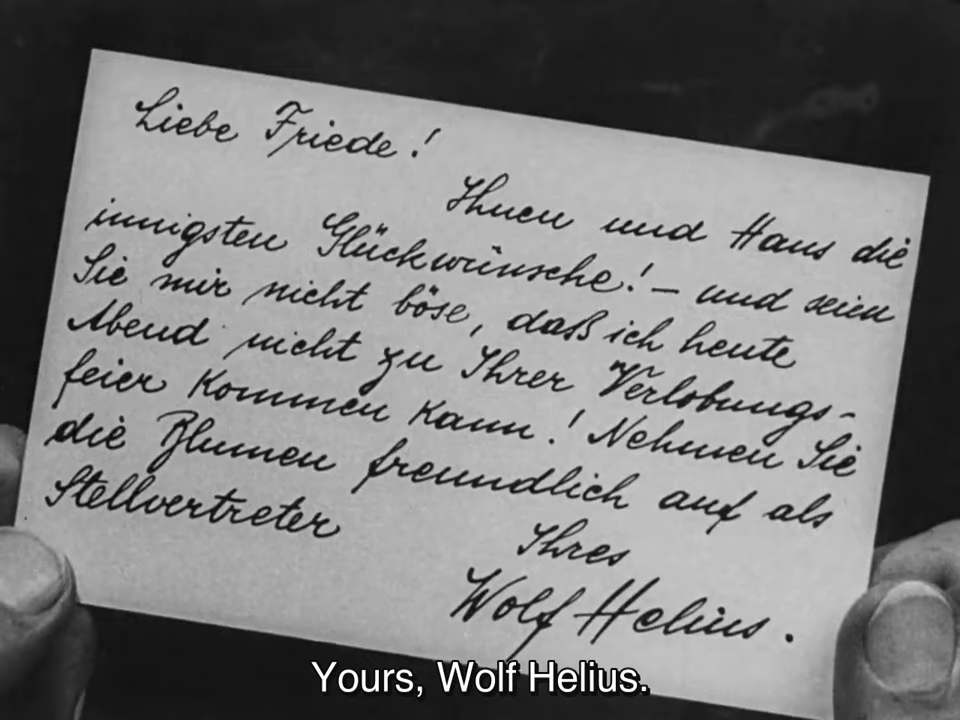 Liebe Friede!
Ihnen und Hans die
innigsten Glückwünsche! – und seien
Sie mir nicht böse, daß ich heute
Abend nicht zu Ihrer Verlobungs-
feier kommen kann! Nehmen Sie
die Blumen freundlich auf als
Stellvertreter
Ihres
Wolf Helius.
Yours, Wolf Helius.